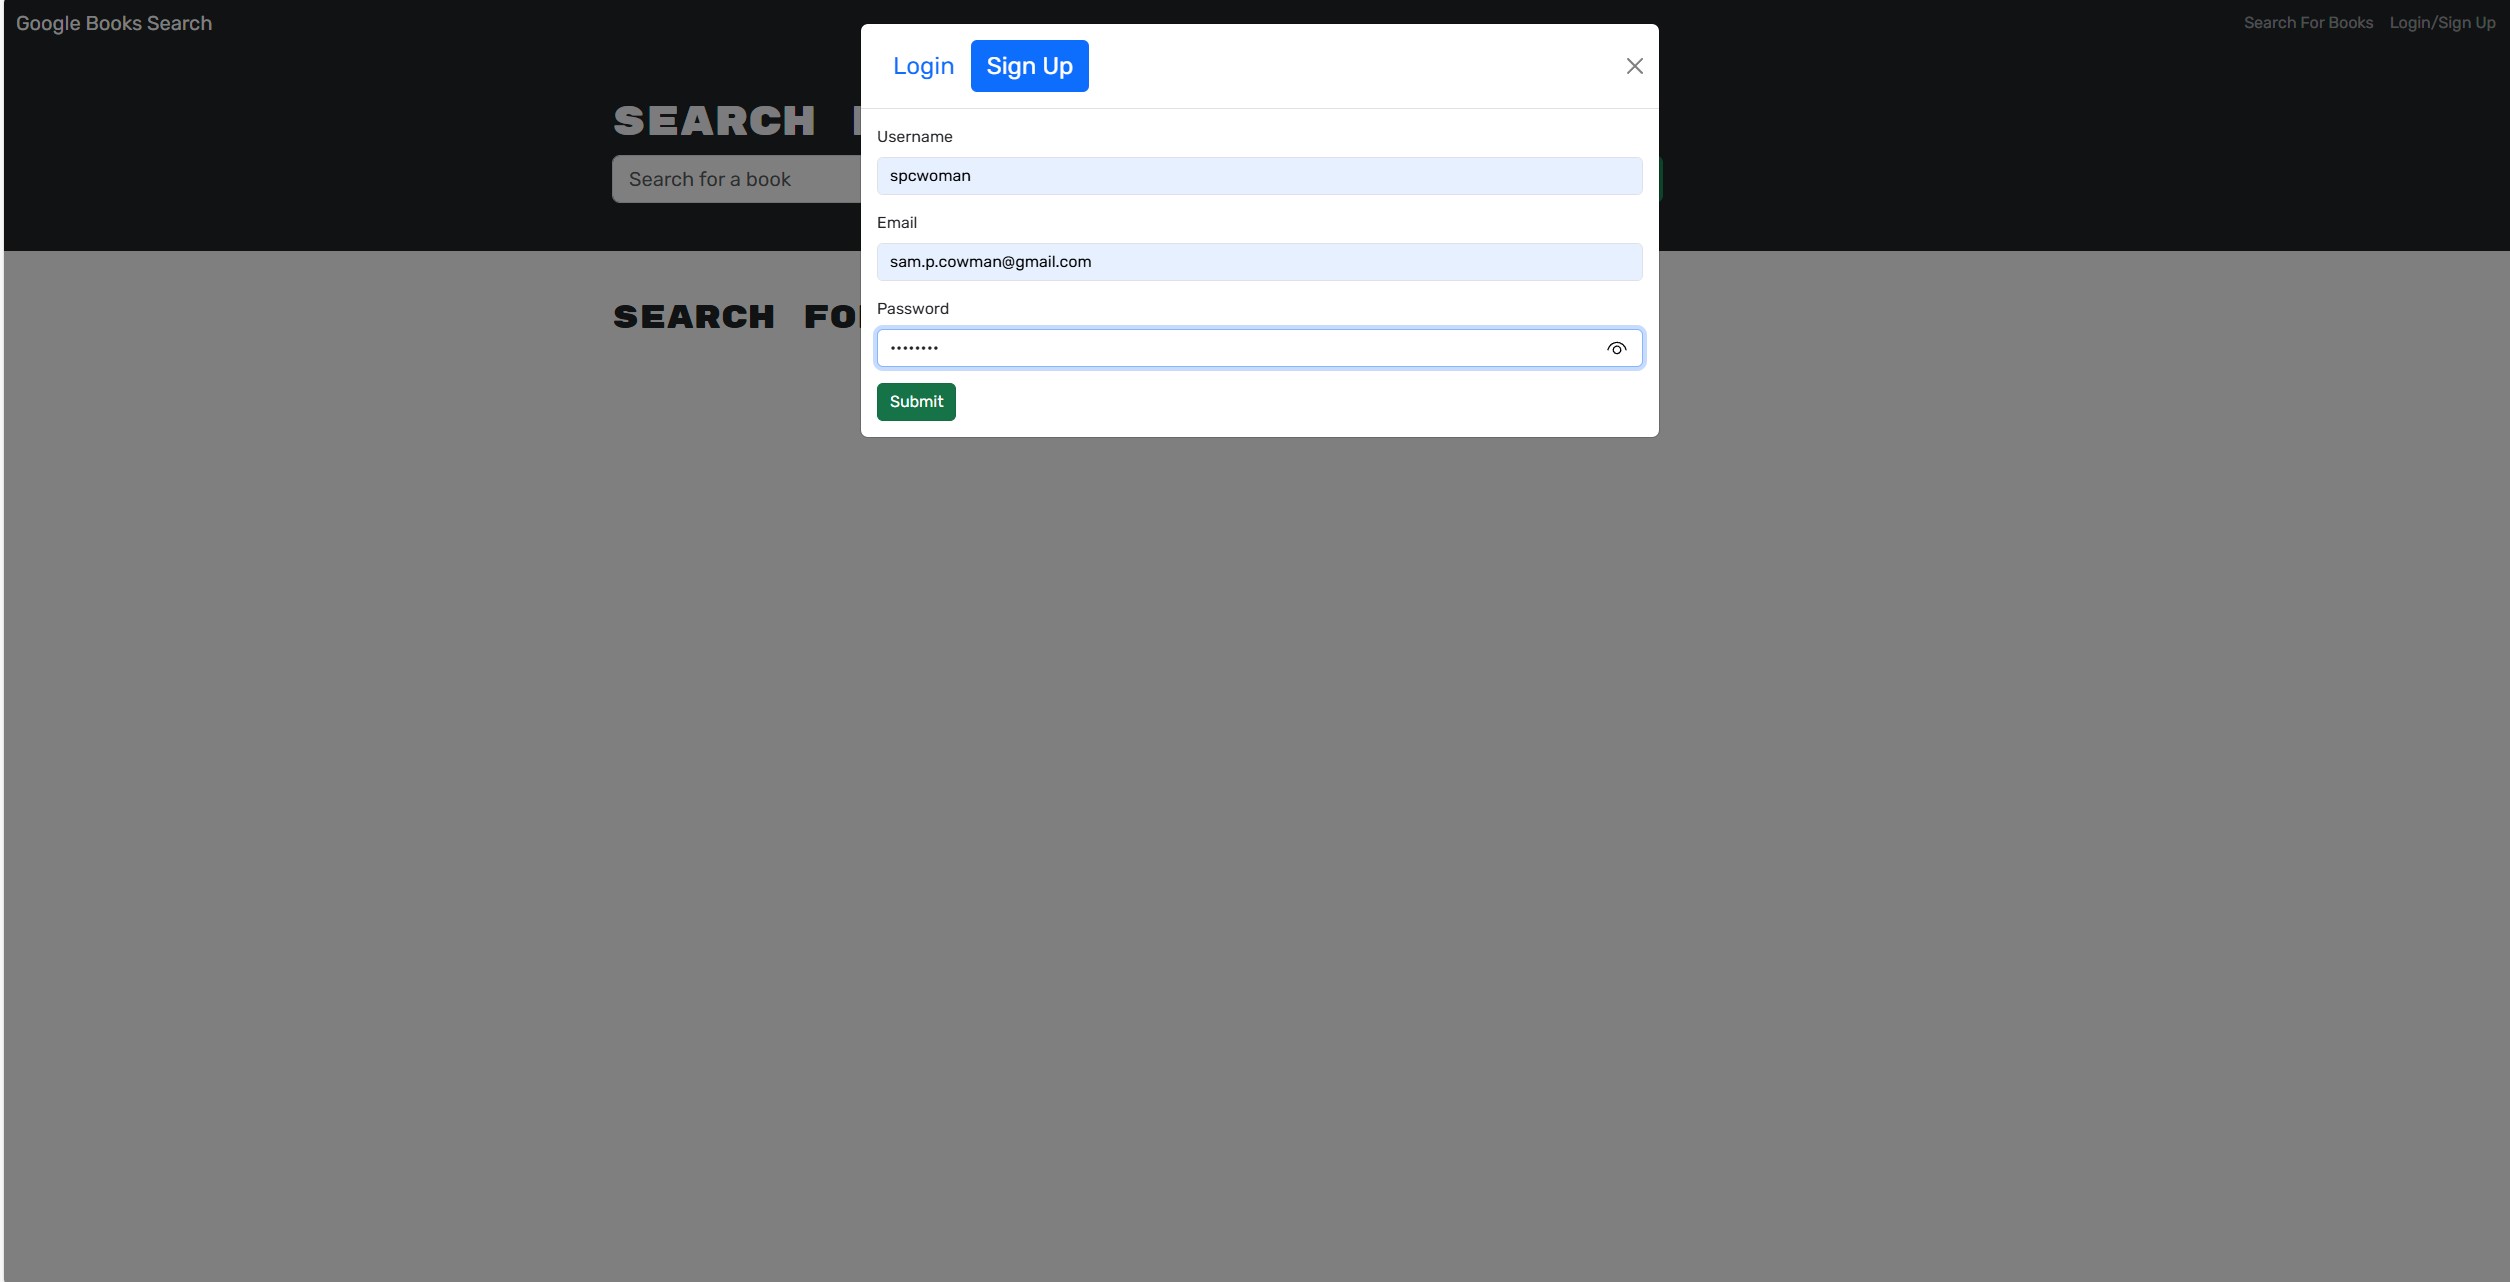 Google Books Search
Search For Books
Login/Sign Up
Login
Sign Up
SEARCH
Search for a book
Username
spcwoman
Email
sam.p.cowman@gmail.com
Password
••••••••
Submit
SEARCH